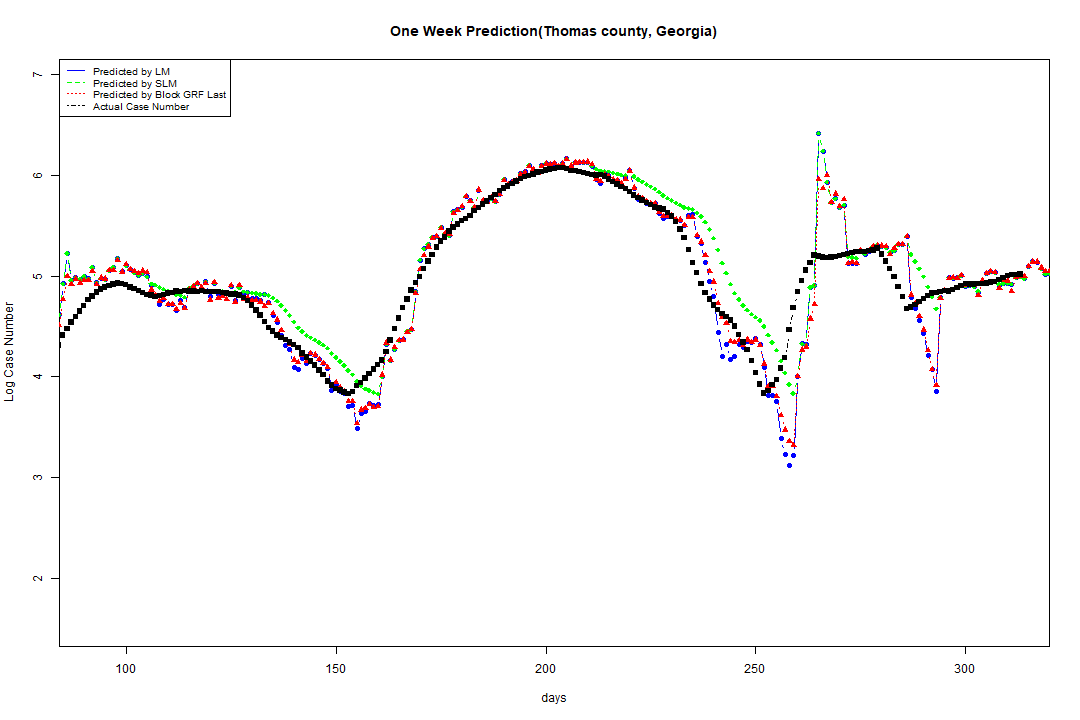 One Week Prediction(Thomas county, Georgia)
Predicted by LM
Predicted by SLM
Predicted by Block GRF Last
Actual Case Number
7
6
5
4
3
2
Log Case Number
100 150 200 250 300
days